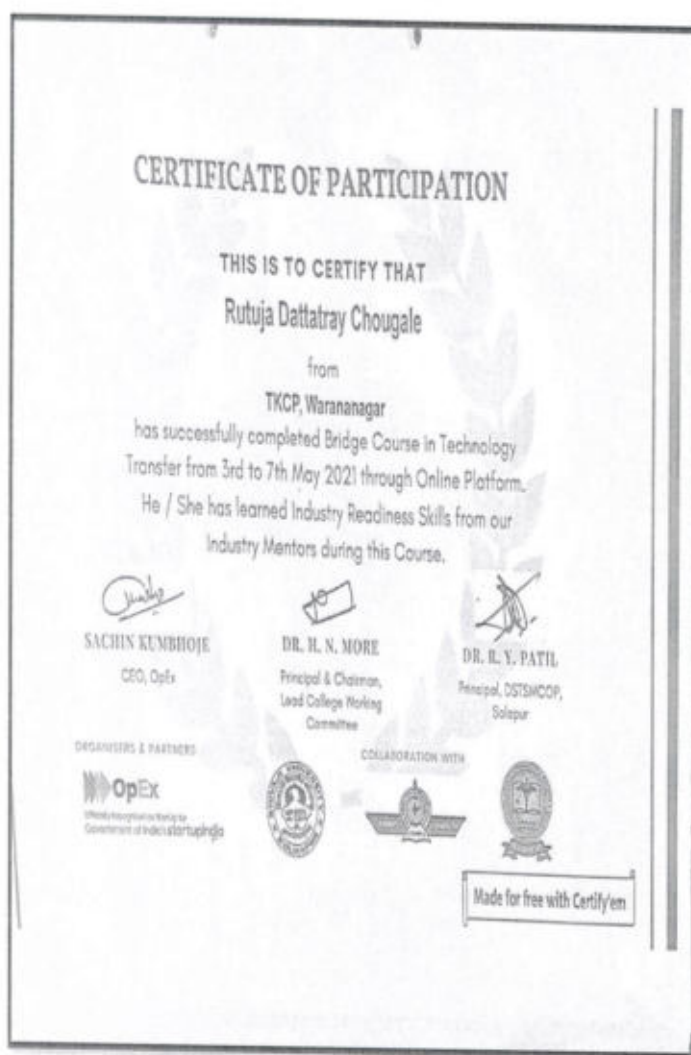 CERTIFICATE OF PARTICIPATION
THIS IS TO CERTIFY THAT
Rutuja Dattatray Chougale
from
TKCP, Warananagar
has successfully completed Bridge Course in Technology
Transfer from 3rd to 7th May 2021 through Online Platform.
He / She has learned Industry Readiness Skills from our
Industry Mentors during this Course.
SACHIN KUMBHOJE
CEO, OpEx
DR. H. N. MORE
Principal & Chairman,
Lead College Working
Committee
DR. R. Y. PATIL
Principal, DSTSMCOP,
Solapur
ORGANISERS & PARTNERS
COLLABORATION WITH
OpEx
Government of India's startupindia
Made for free with Certify'em